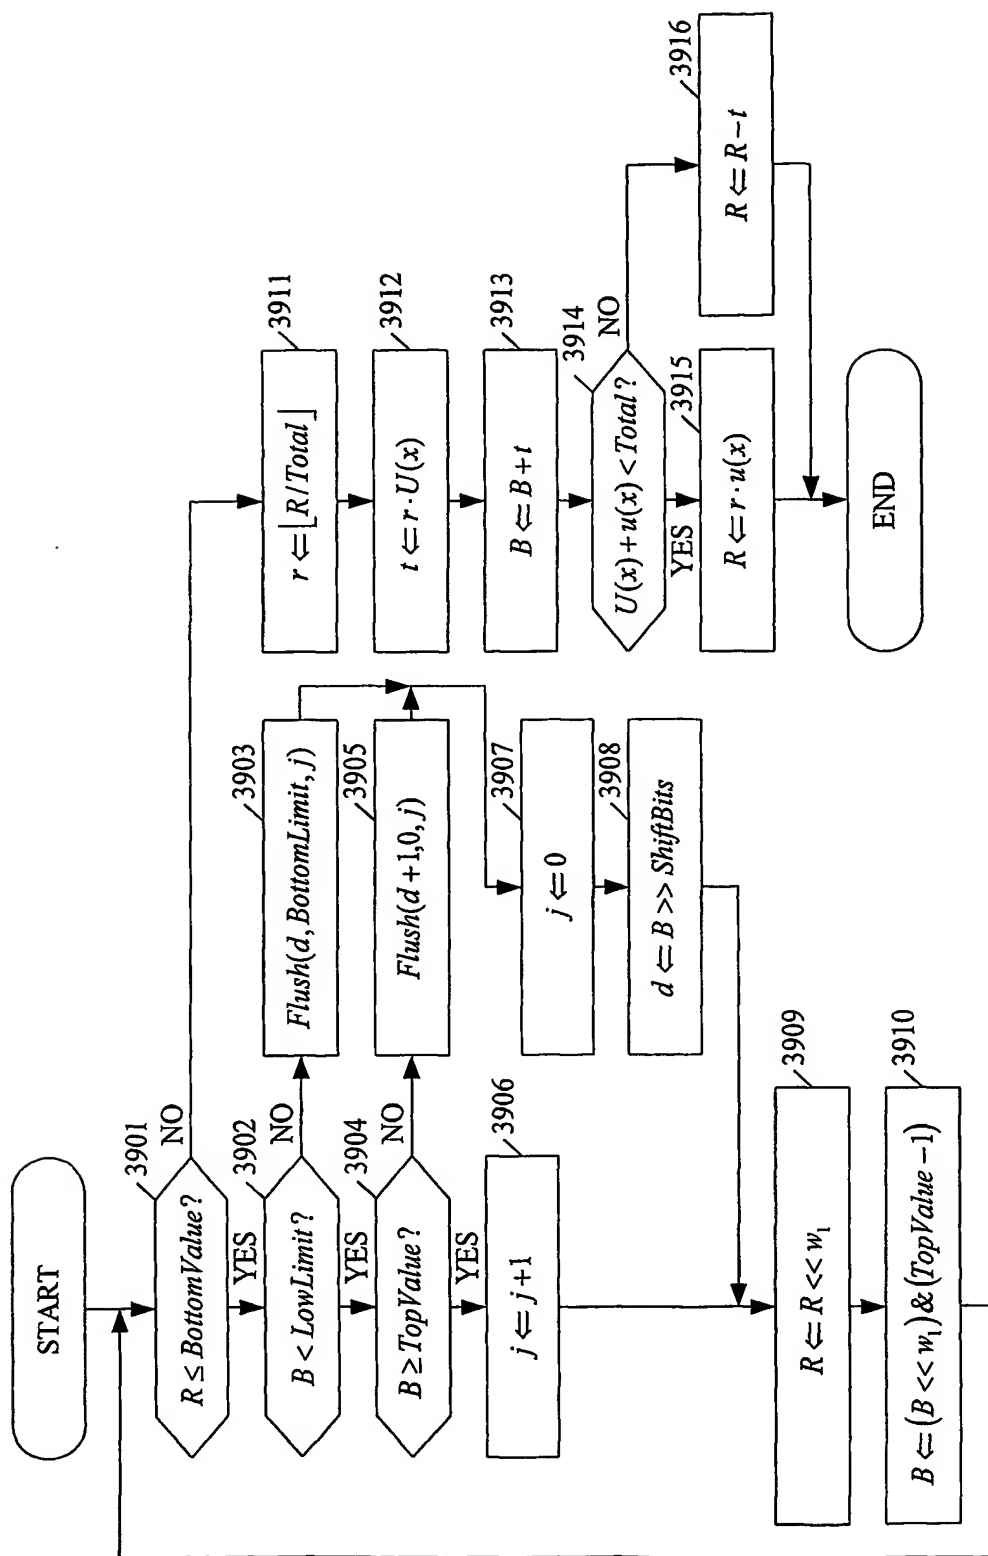 START
3901
R ≤ BottomValue?
NO
YES
3902
B < LowLimit?
NO
YES
3903
Flush(d, BottomLimit, j)
3904
B ≥ TopValue?
NO
YES
3905
Flush(d+1,0,j)
3906
j ⇐ j+1
3907
j ⇐ 0
3908
d ⇐ B >> ShiftBits
3909
R ⇐ R << w₁
3910
B ⇐ (B << w₁) & (TopValue −1)
3911
r ⇐ ⌊R/Total⌋
3912
t ⇐ r · U(x)
3913
B ⇐ B + t
3914
U(x)+u(x) < Total?
NO
YES
3915
R ⇐ r · u(x)
3916
R ⇐ R − t
END